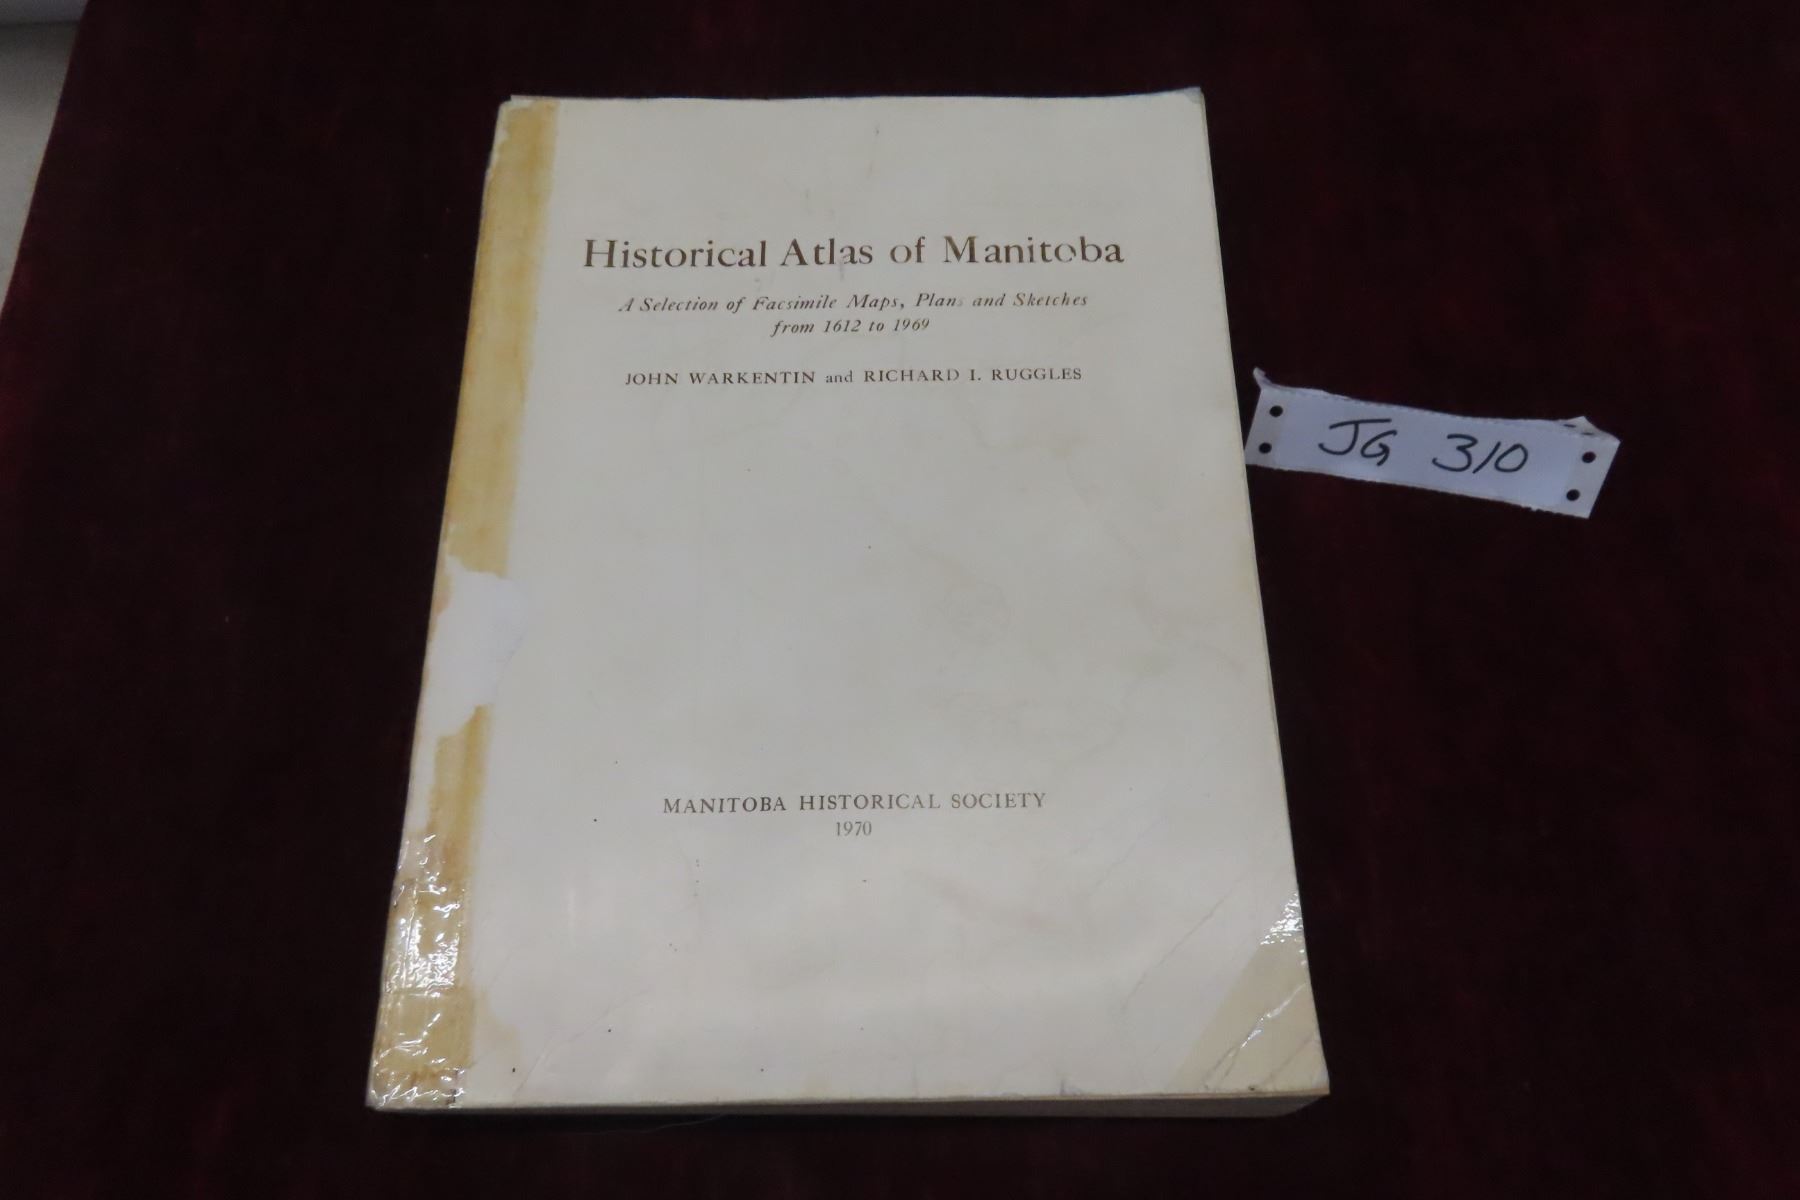 Historical Atlas of Manitoba
A Selection of Facsimile Maps, Plans and Sketches
from 1612 to 1969
JOHN WARKENTIN and RICHARD I. RUGGLES
JG 310
MANITOBA HISTORICAL SOCIETY
1970